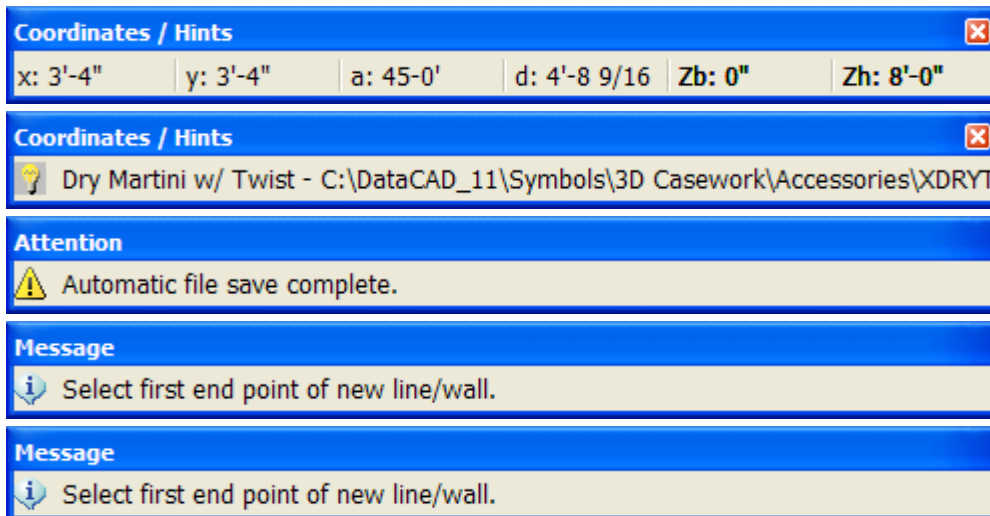 Coordinates / Hints
x: 3'-4" y: 3'-4" a: 45-0' d: 4'-8 9/16 Zb: 0" Zh: 8'-0"
Coordinates / Hints
Dry Martini w/ Twist - C:\DataCAD_11\Symbols\3D Casework\Accessories\XDRYT
Attention
Automatic file save complete.
Message
Select first end point of new line/wall.
Message
Select first end point of new line/wall.